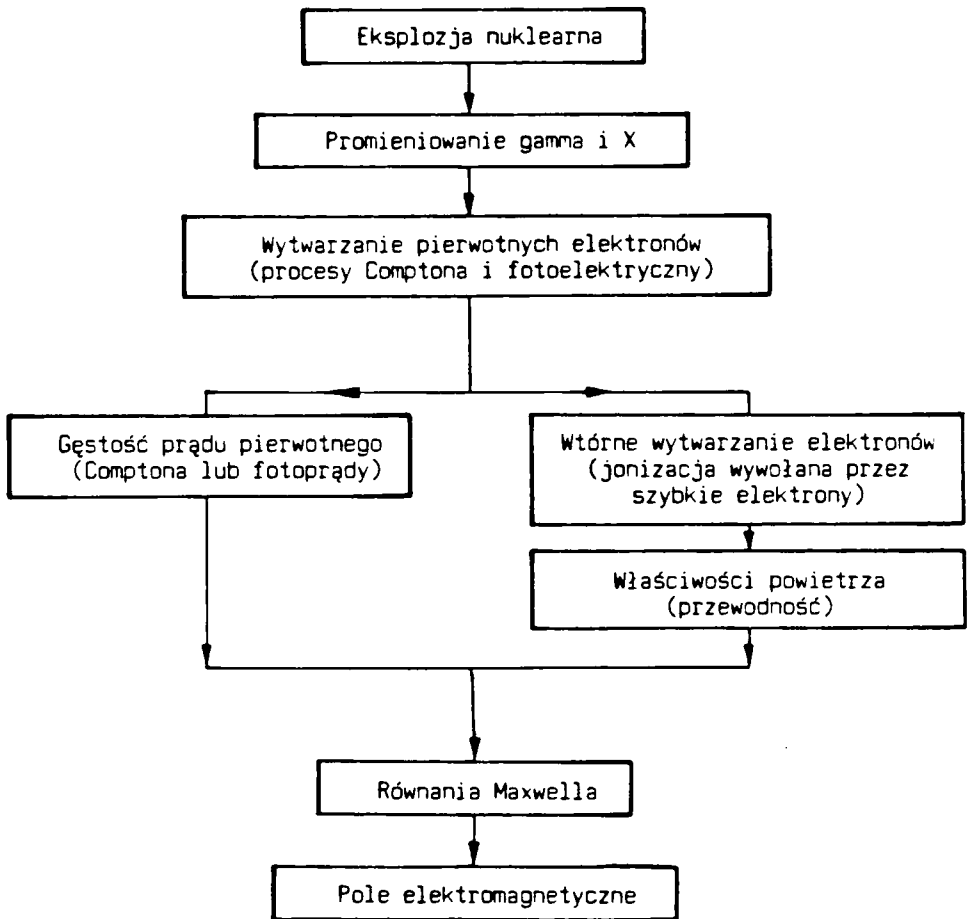 Eksplozja nuklearna
Promieniowanie gamma i X
Wytwarzanie pierwotnych elektronów
(procesy Comptona i fotoelektryczny)
Gęstość prądu pierwotnego
(Comptona lub fotoprądy)
Wtórne wytwarzanie elektronów
(jonizacja wywołana przez
szybkie elektrony)
Właściwości powietrza
(przewodność)
Równania Maxwella
Pole elektromagnetyczne